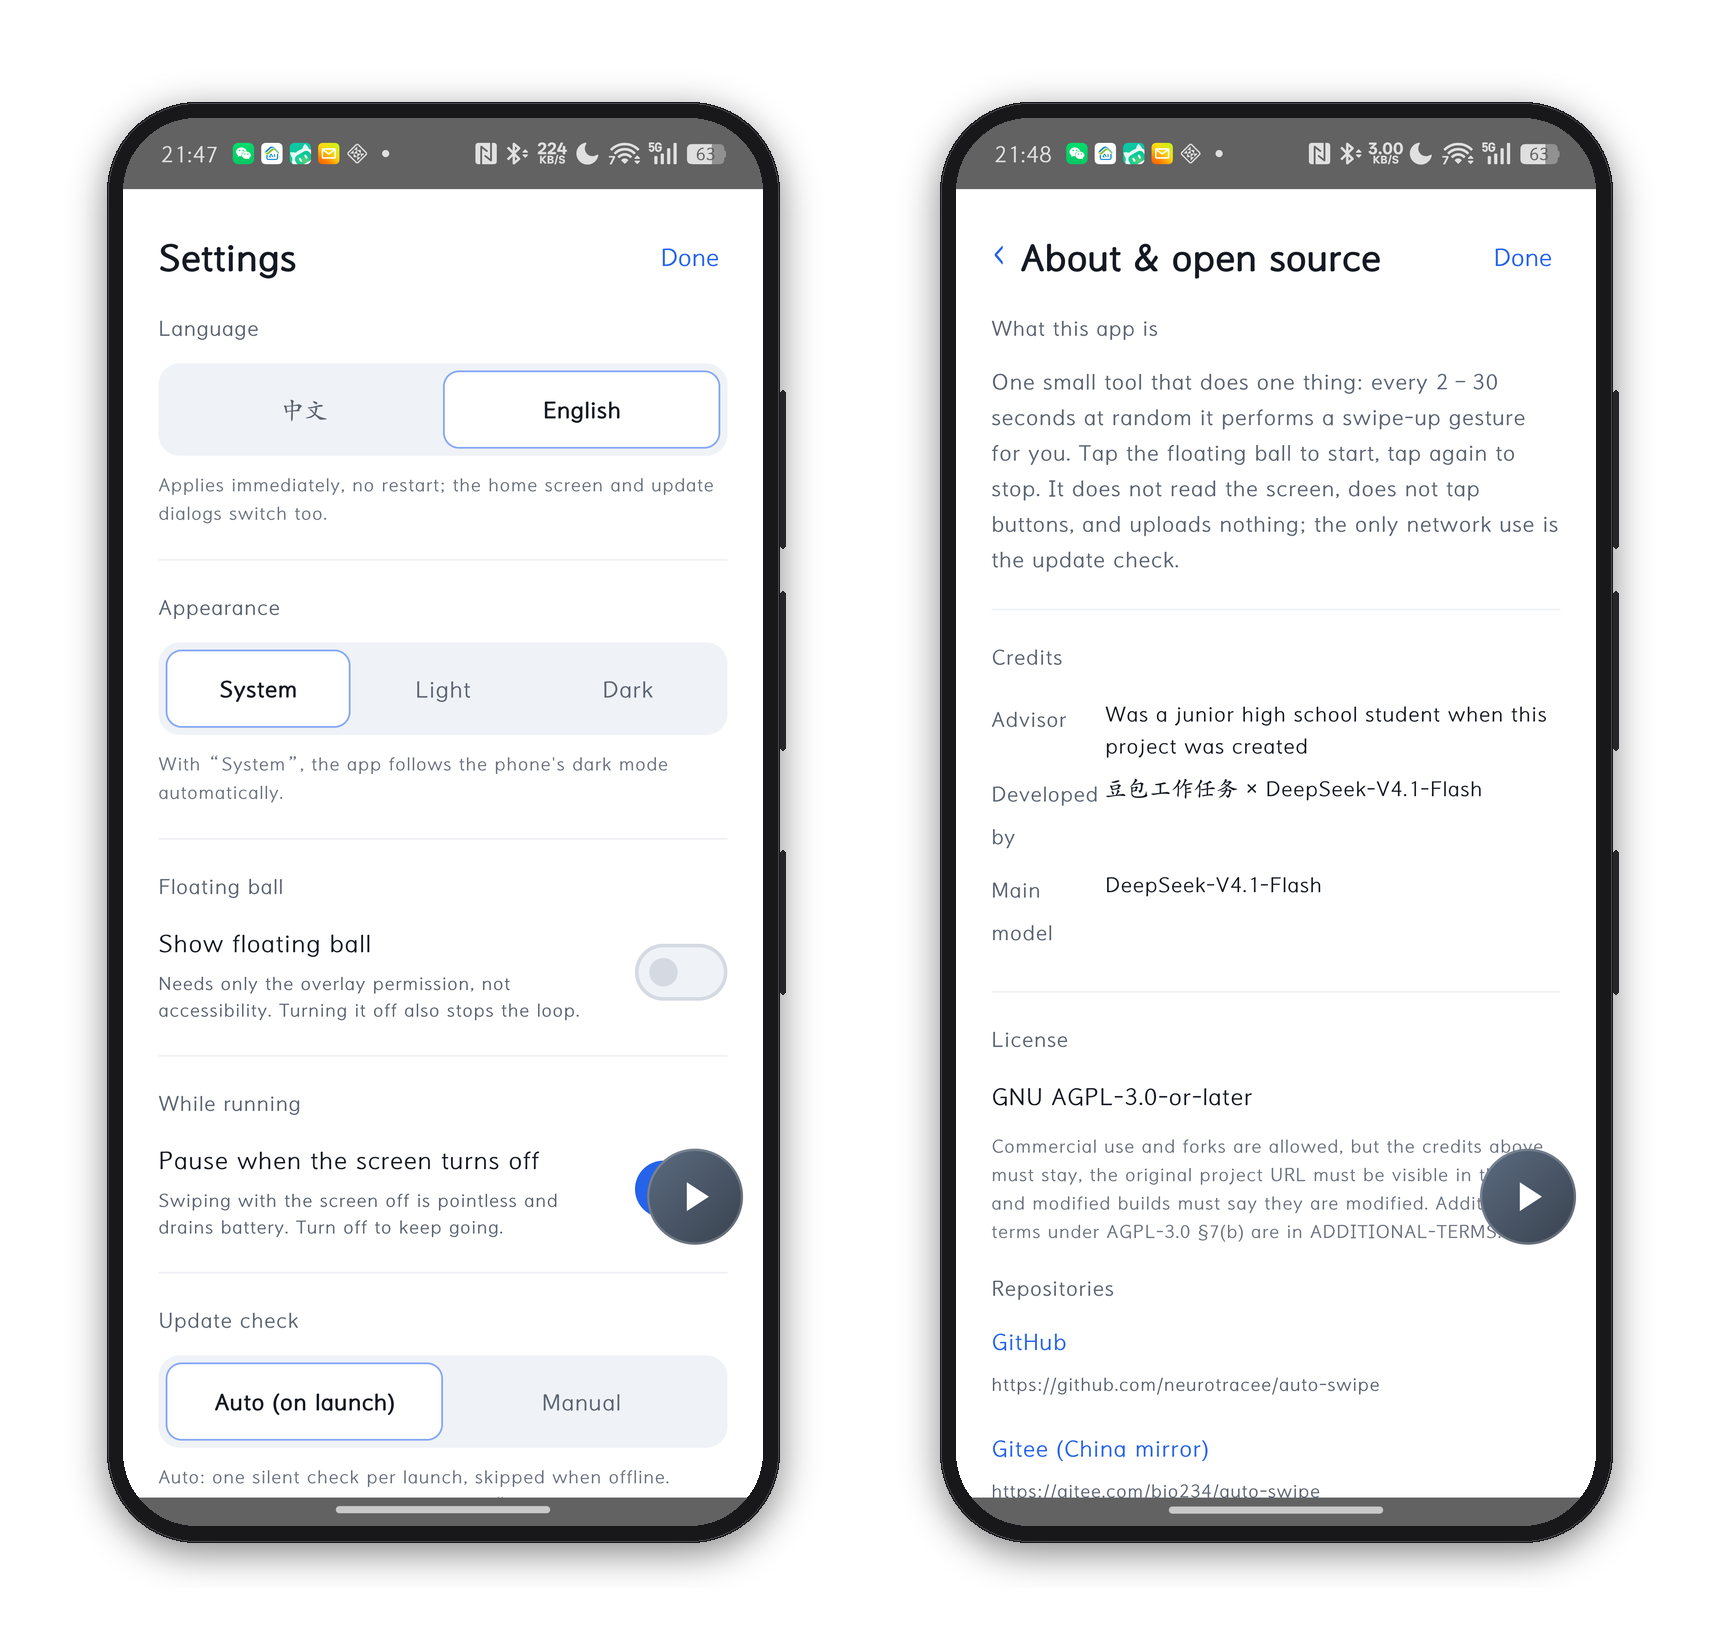 21:47
224
KB/S
5G
63
Settings
Done
Language
中文
English
Applies immediately, no restart; the home screen and update
dialogs switch too.
Appearance
System
Light
Dark
With “System”, the app follows the phone's dark mode
automatically.
Floating ball
Show floating ball
Needs only the overlay permission, not
accessibility. Turning it off also stops the loop.
While running
Pause when the screen turns off
Swiping with the screen off is pointless and
drains battery. Turn off to keep going.
Update check
Auto (on launch)
Manual
Auto: one silent check per launch, skipped when offline.
21:48
3.00
KB/S
5G
63
About & open source
Done
What this app is
One small tool that does one thing: every 2 – 30
seconds at random it performs a swipe-up gesture
for you. Tap the floating ball to start, tap again to
stop. It does not read the screen, does not tap
buttons, and uploads nothing; the only network use is
the update check.
Credits
Advisor
Was a junior high school student when this
project was created
Developed
by
豆包工作任务 × DeepSeek-V4.1-Flash
Main
model
DeepSeek-V4.1-Flash
License
GNU AGPL-3.0-or-later
Commercial use and forks are allowed, but the credits above
must stay, the original project URL must be visible in
and modified builds must say they are modified.
terms under AGPL-3.0 §7(b) are in ADDITIONAL-TERMS.
Repositories
GitHub
https://github.com/neurotracee/auto-swipe
Gitee (China mirror)
https://gitee.com/bio234/auto-swipe